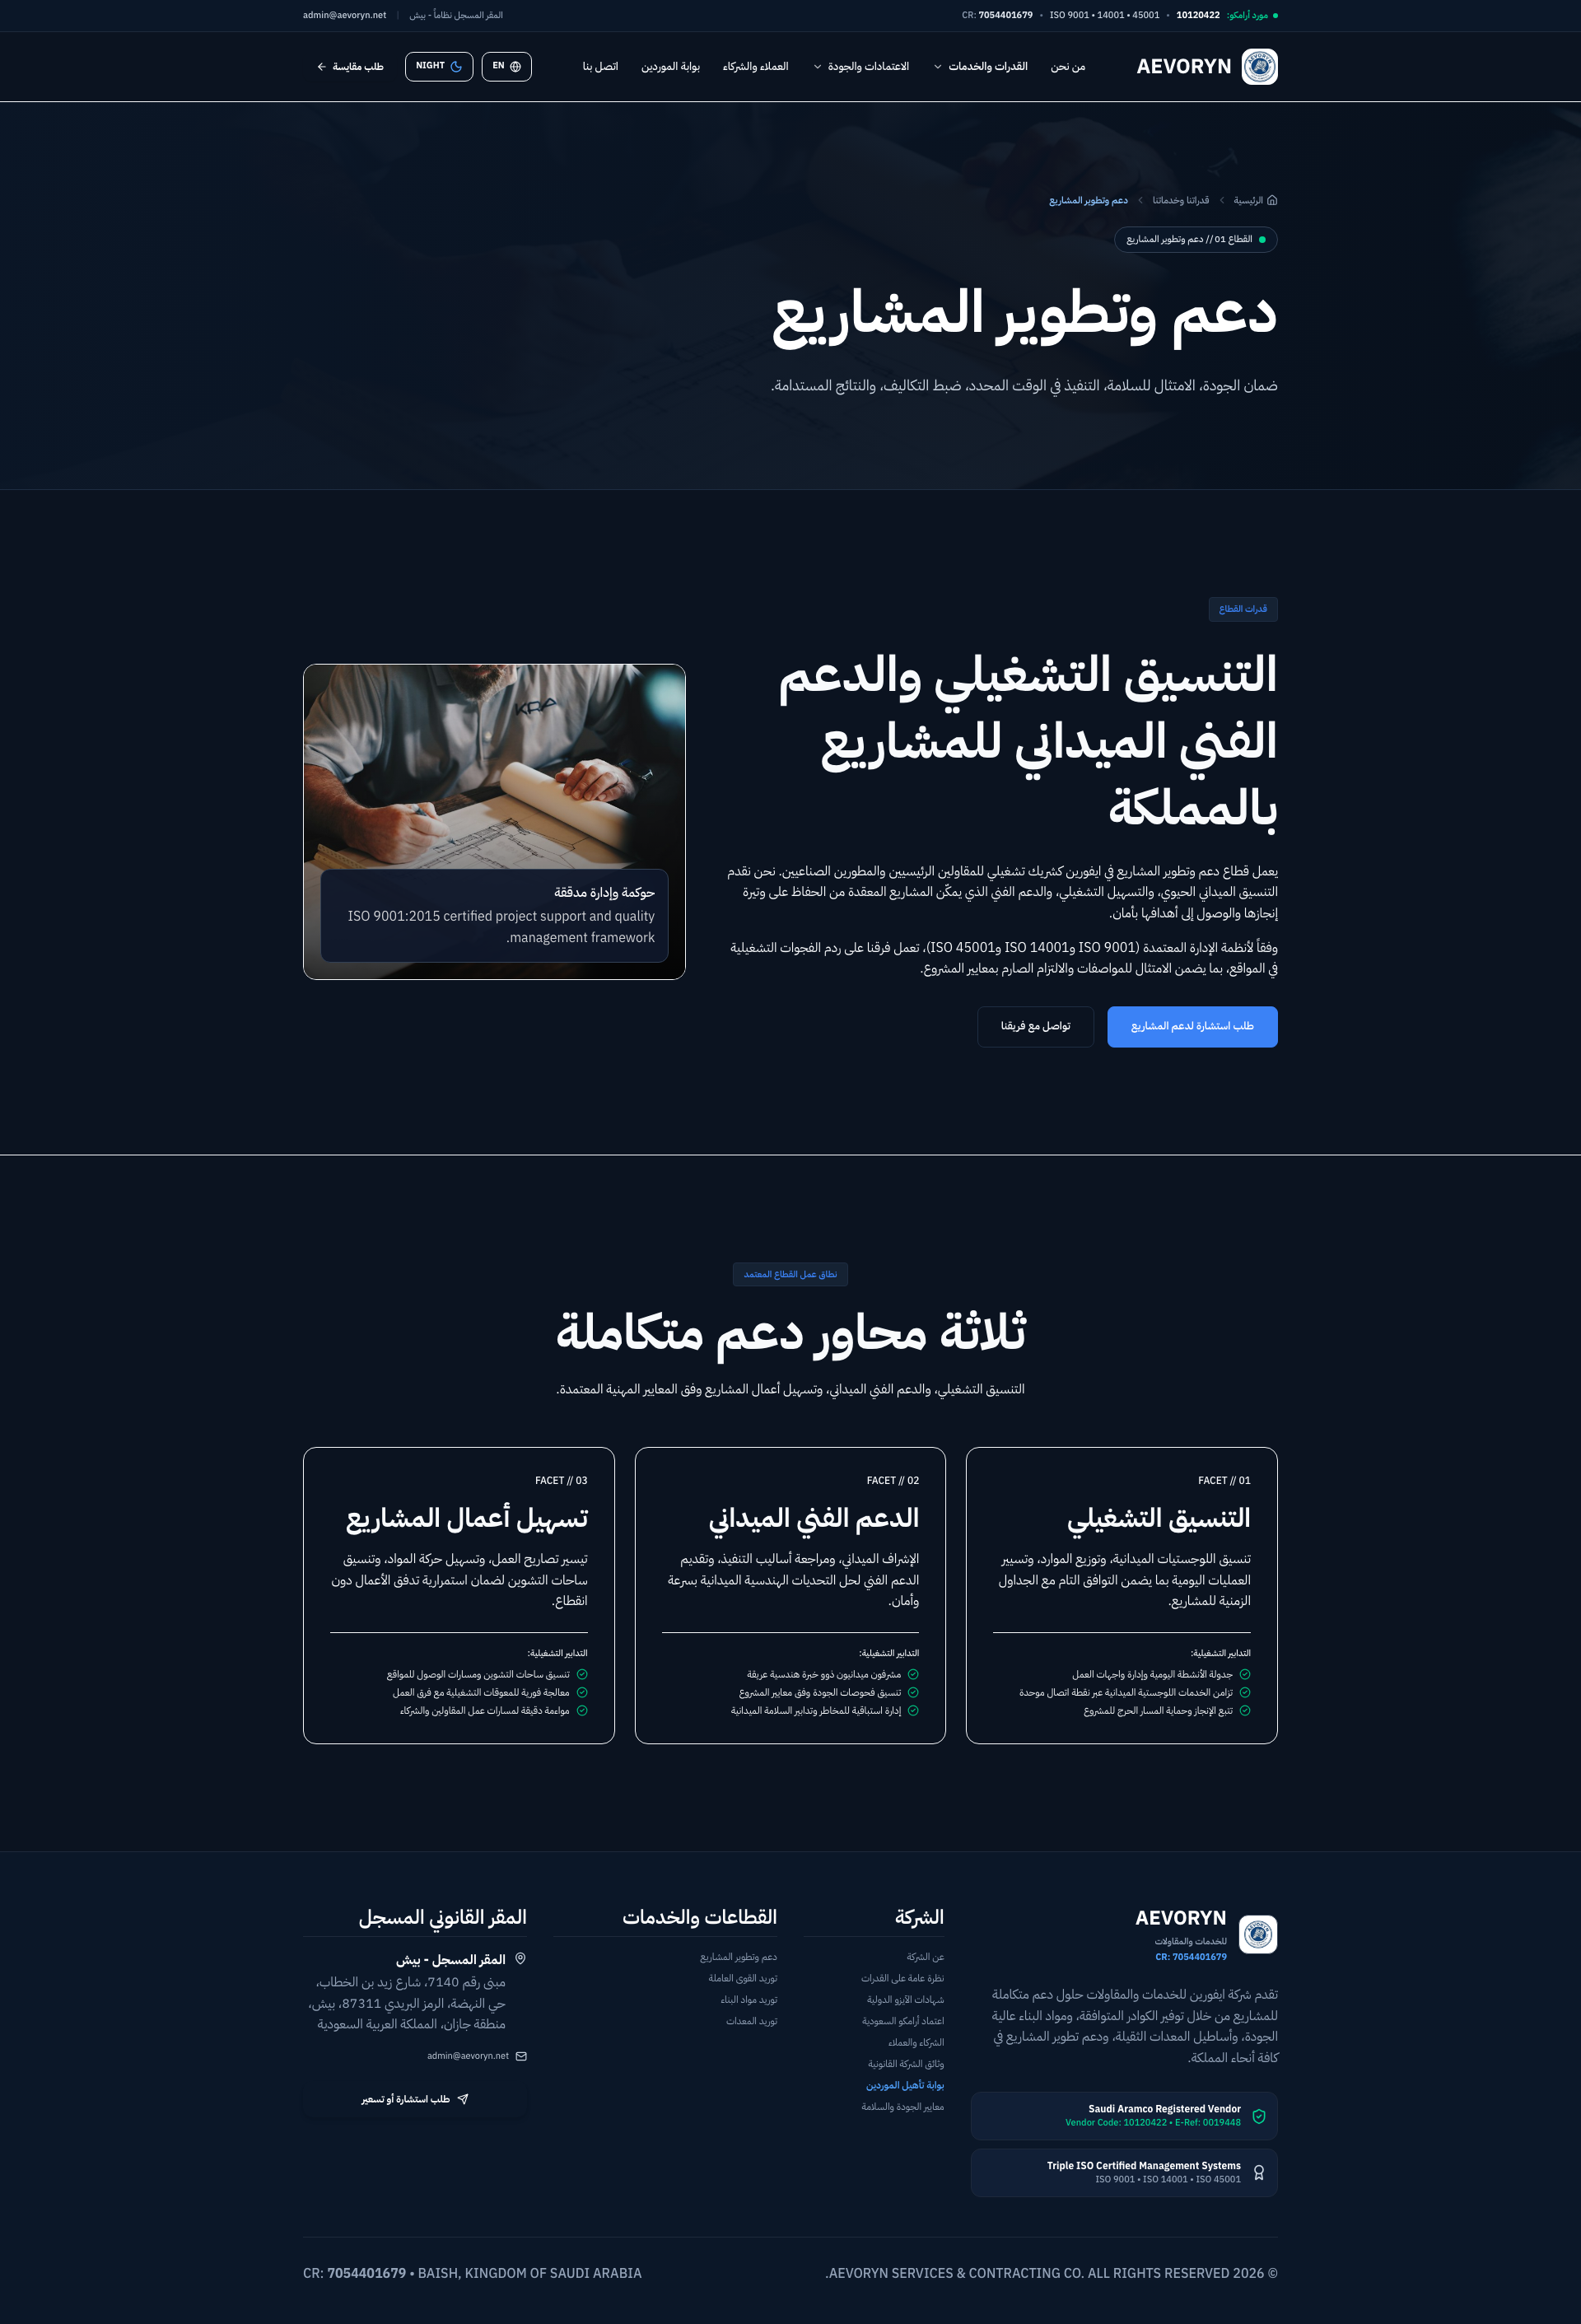 مورد أرامكو: 10120422 • ISO 9001 • 14001 • 45001 • CR: 7054401679
المقر المسجل نظاماً - بيش | admin@aevoryn.net
AEVORYN
من نحن
القدرات والخدمات
الاعتمادات والجودة
العملاء والشركاء
بوابة الموردين
اتصل بنا
EN
NIGHT
طلب مقايسة
الرئيسية
قدراتنا وخدماتنا
دعم وتطوير المشاريع
القطاع 01 // دعم وتطوير المشاريع
دعم وتطوير المشاريع
ضمان الجودة، الامتثال للسلامة، التنفيذ في الوقت المحدد، ضبط التكاليف، والنتائج المستدامة.
قدرات القطاع
التنسيق التشغيلي والدعم
الفني الميداني للمشاريع
بالمملكة
يعمل قطاع دعم وتطوير المشاريع في ايفورين كشريك تشغيلي للمقاولين الرئيسيين والمطورين الصناعيين. نحن نقدم
التنسيق الميداني الحيوي، والتسهيل التشغيلي، والدعم الفني الذي يمكّن المشاريع المعقدة من الحفاظ على وتيرة
إنجازها والوصول إلى أهدافها بأمان.
وفقاً لأنظمة الإدارة المعتمدة (ISO 9001 وISO 14001 وISO 45001)، تعمل فرقنا على ردم الفجوات التشغيلية
في المواقع، بما يضمن الامتثال للمواصفات والالتزام الصارم بمعايير المشروع.
طلب استشارة لدعم المشاريع
تواصل مع فريقنا
KRA
حوكمة وإدارة مدققة
ISO 9001:2015 certified project support and quality
management framework.
نطاق عمل القطاع المعتمد
ثلاثة محاور دعم متكاملة
التنسيق التشغيلي، والدعم الفني الميداني، وتسهيل أعمال المشاريع وفق المعايير المهنية المعتمدة.
FACET // 01
التنسيق التشغيلي
تنسيق اللوجستيات الميدانية، وتوزيع الموارد، وتسيير
العمليات اليومية بما يضمن التوافق التام مع الجداول
الزمنية للمشاريع.
التدابير التشغيلية:
جدولة الأنشطة اليومية وإدارة واجهات العمل
تزامن الخدمات اللوجستية الميدانية عبر نقطة اتصال موحدة
تتبع الإنجاز وحماية المسار الحرج للمشروع
FACET // 02
الدعم الفني الميداني
الإشراف الميداني، ومراجعة أساليب التنفيذ، وتقديم
الدعم الفني لحل التحديات الهندسية الميدانية بسرعة
وأمان.
التدابير التشغيلية:
مشرفون ميدانيون ذوو خبرة هندسية عريقة
تنسيق فحوصات الجودة وفق معايير المشروع
إدارة استباقية للمخاطر وتدابير السلامة الميدانية
FACET // 03
تسهيل أعمال المشاريع
تيسير تصاريح العمل، وتسهيل حركة المواد، وتنسيق
ساحات التشوين لضمان استمرارية تدفق الأعمال دون
انقطاع.
التدابير التشغيلية:
تنسيق ساحات التشوين ومسارات الوصول للمواقع
معالجة فورية للمعوقات التشغيلية مع فرق العمل
مواءمة دقيقة لمسارات عمل المقاولين والشركاء
AEVORYN
للخدمات والمقاولات
CR: 7054401679
تقدم شركة ايفورين للخدمات والمقاولات حلول دعم متكاملة
للمشاريع من خلال توفير الكوادر المتوافقة، ومواد البناء عالية
الجودة، وأساطيل المعدات الثقيلة، ودعم تطوير المشاريع في
كافة أنحاء المملكة.
Saudi Aramco Registered Vendor
Vendor Code: 10120422 • E-Ref: 0019448
Triple ISO Certified Management Systems
ISO 9001 • ISO 14001 • ISO 45001
الشركة
عن الشركة
نظرة عامة على القدرات
شهادات الآيزو الدولية
اعتماد أرامكو السعودية
الشركاء والعملاء
وثائق الشركة القانونية
بوابة تأهيل الموردين
معايير الجودة والسلامة
القطاعات والخدمات
دعم وتطوير المشاريع
توريد القوى العاملة
توريد مواد البناء
توريد المعدات
المقر القانوني المسجل
المقر المسجل - بيش
مبنى رقم 7140، شارع زيد بن الخطاب،
حي النهضة، الرمز البريدي 87311، بيش،
منطقة جازان، المملكة العربية السعودية
admin@aevoryn.net
طلب استشارة أو تسعير
© 2026 AEVORYN SERVICES & CONTRACTING CO. ALL RIGHTS RESERVED.
CR: 7054401679 • BAISH, KINGDOM OF SAUDI ARABIA